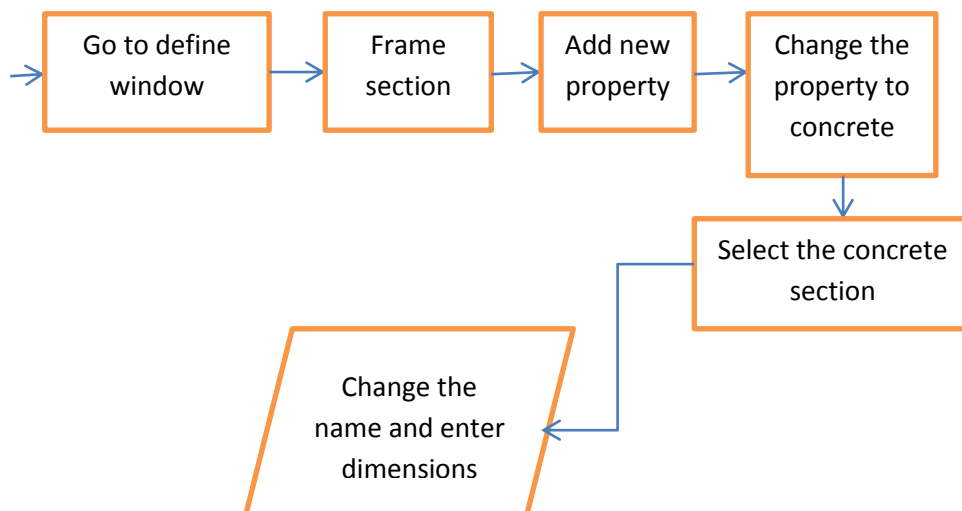 Go to define
window
Frame
section
Add new
property
Change the
property to
concrete
Select the concrete
section
Change the
name and enter
dimensions